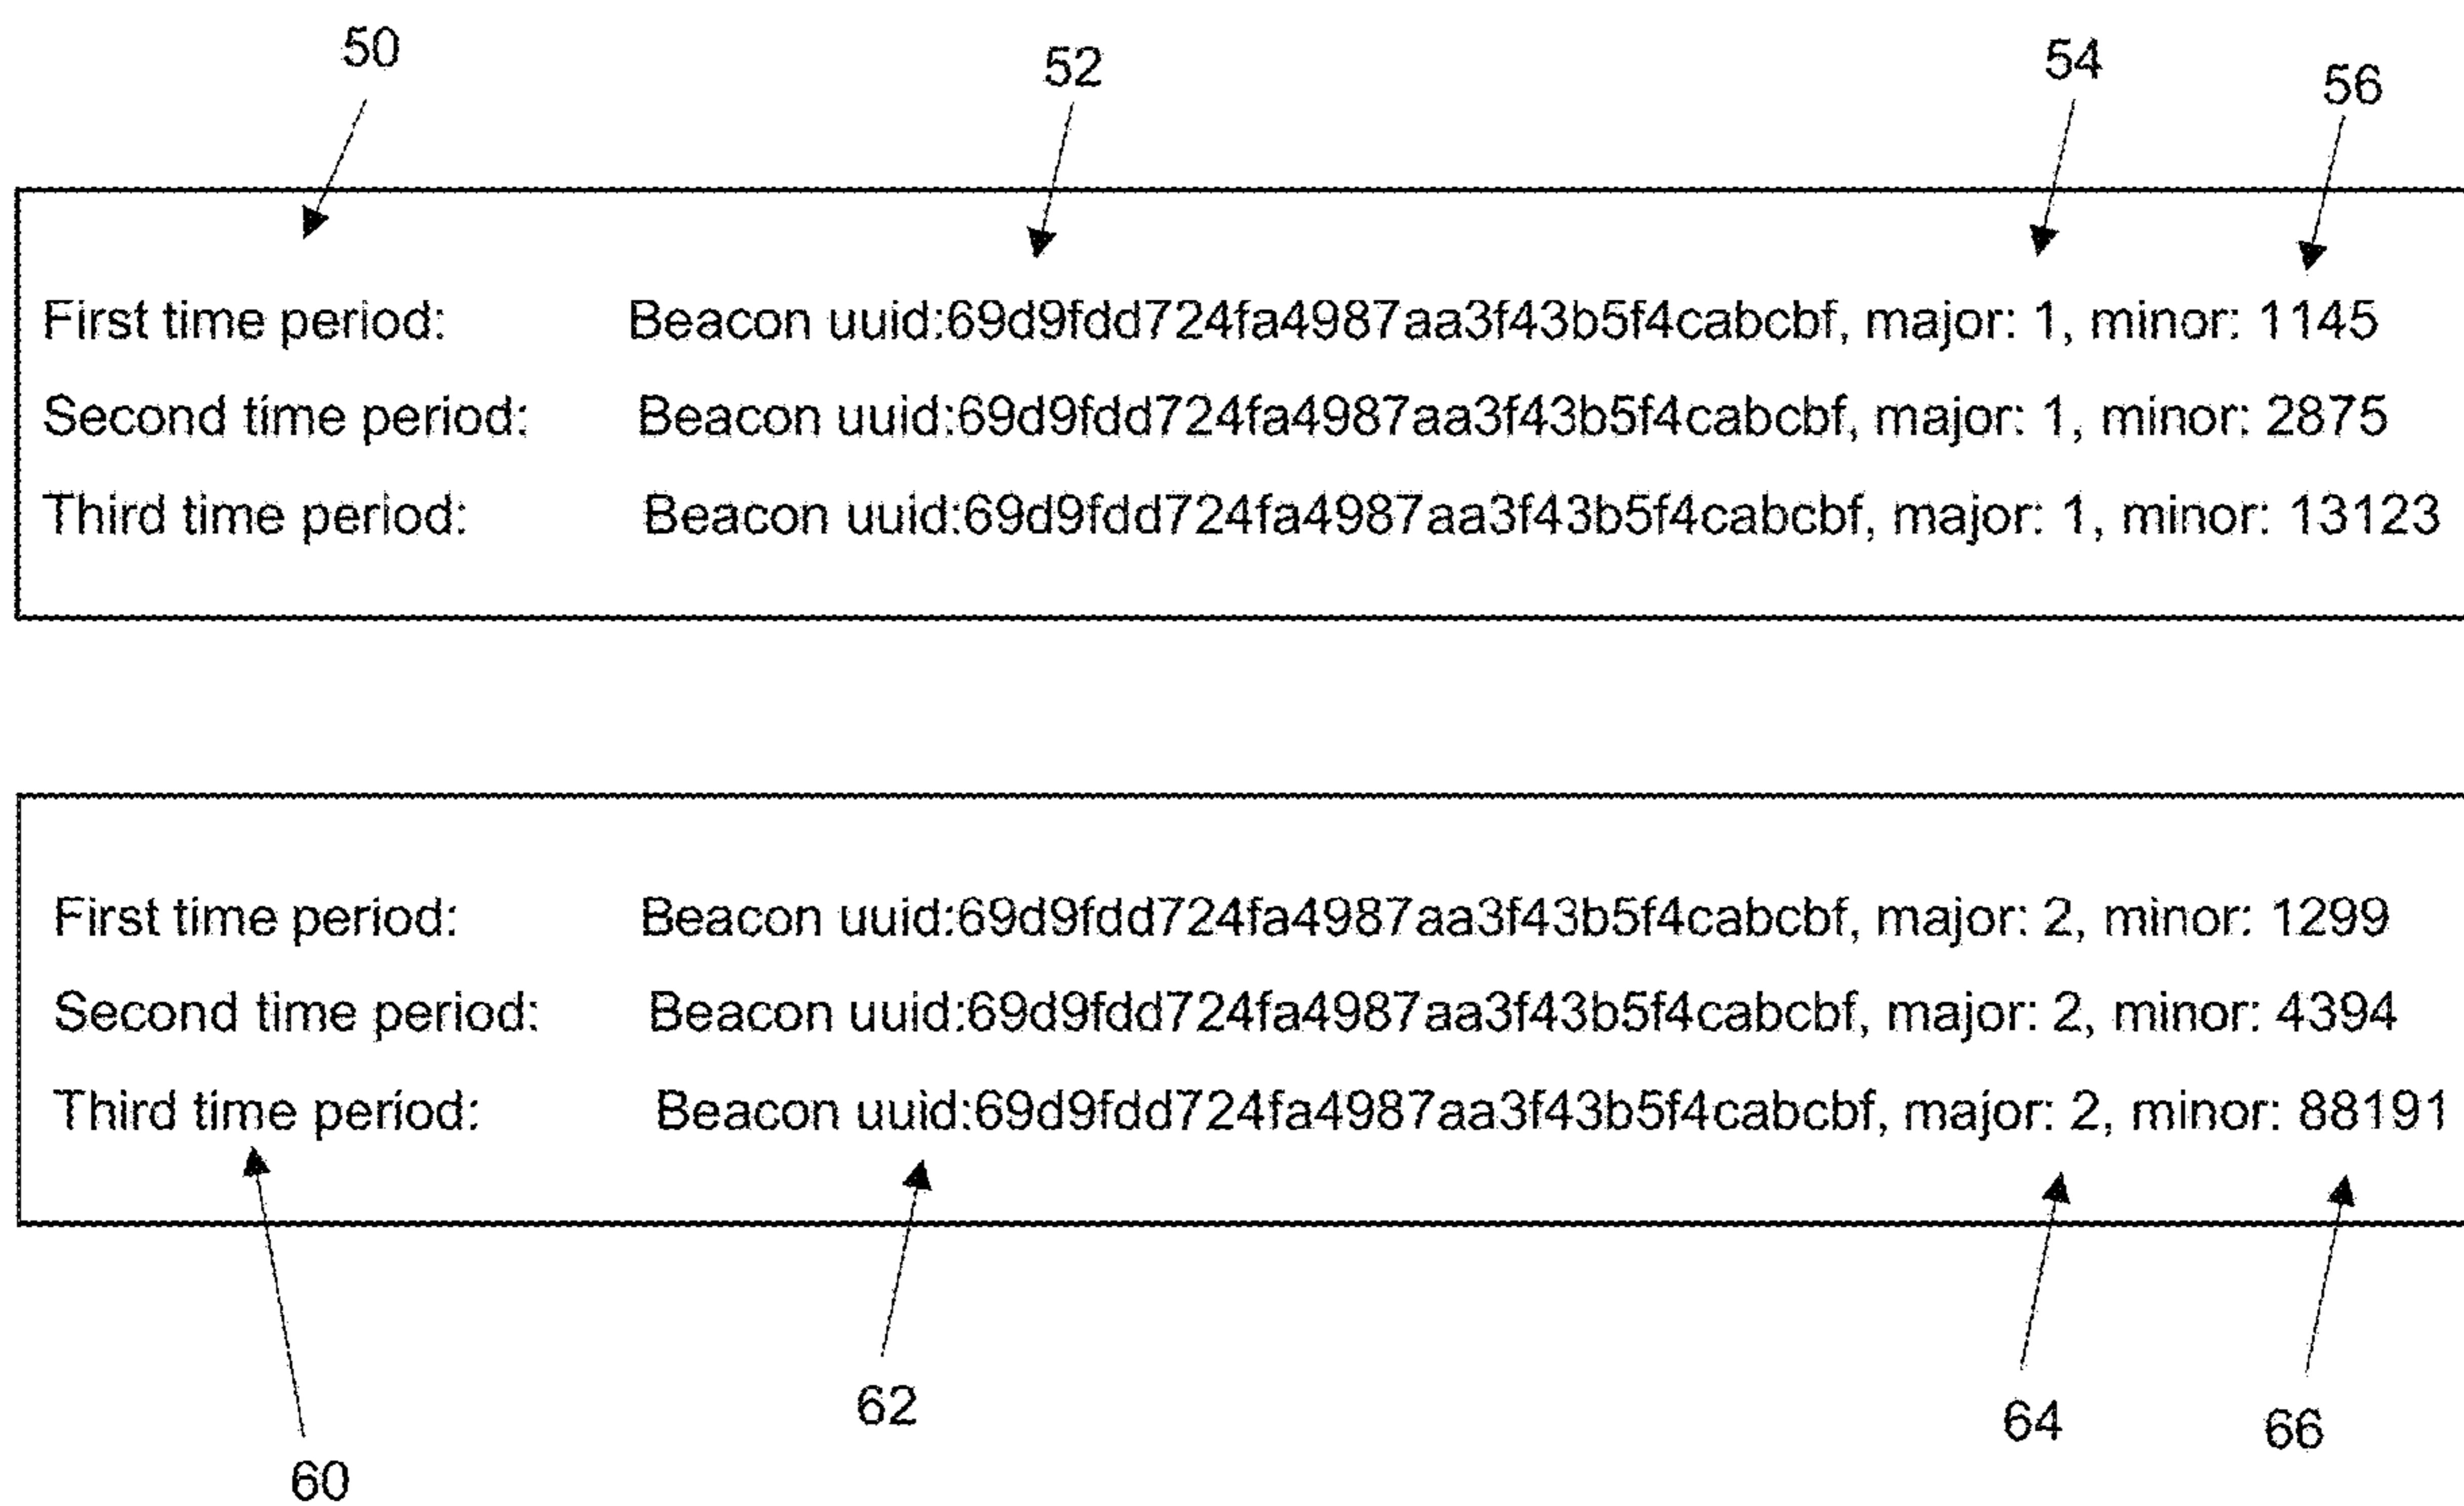 50
52
54
56
First time period: Beacon uuid:69d9fdd724fa4987aa3f43b5f4cabcbf, major: 1, minor: 1145
Second time period: Beacon uuid:69d9fdd724fa4987aa3f43b5f4cabcbf, major: 1, minor: 2875
Third time period: Beacon uuid:69d9fdd724fa4987aa3f43b5f4cabcbf, major: 1, minor: 13123
First time period: Beacon uuid:69d9fdd724fa4987aa3f43b5f4cabcbf, major: 2, minor: 1299
Second time period: Beacon uuid:69d9fdd724fa4987aa3f43b5f4cabcbf, major: 2, minor: 4394
Third time period: Beacon uuid:69d9fdd724fa4987aa3f43b5f4cabcbf, major: 2, minor: 88191
60
62
64
66